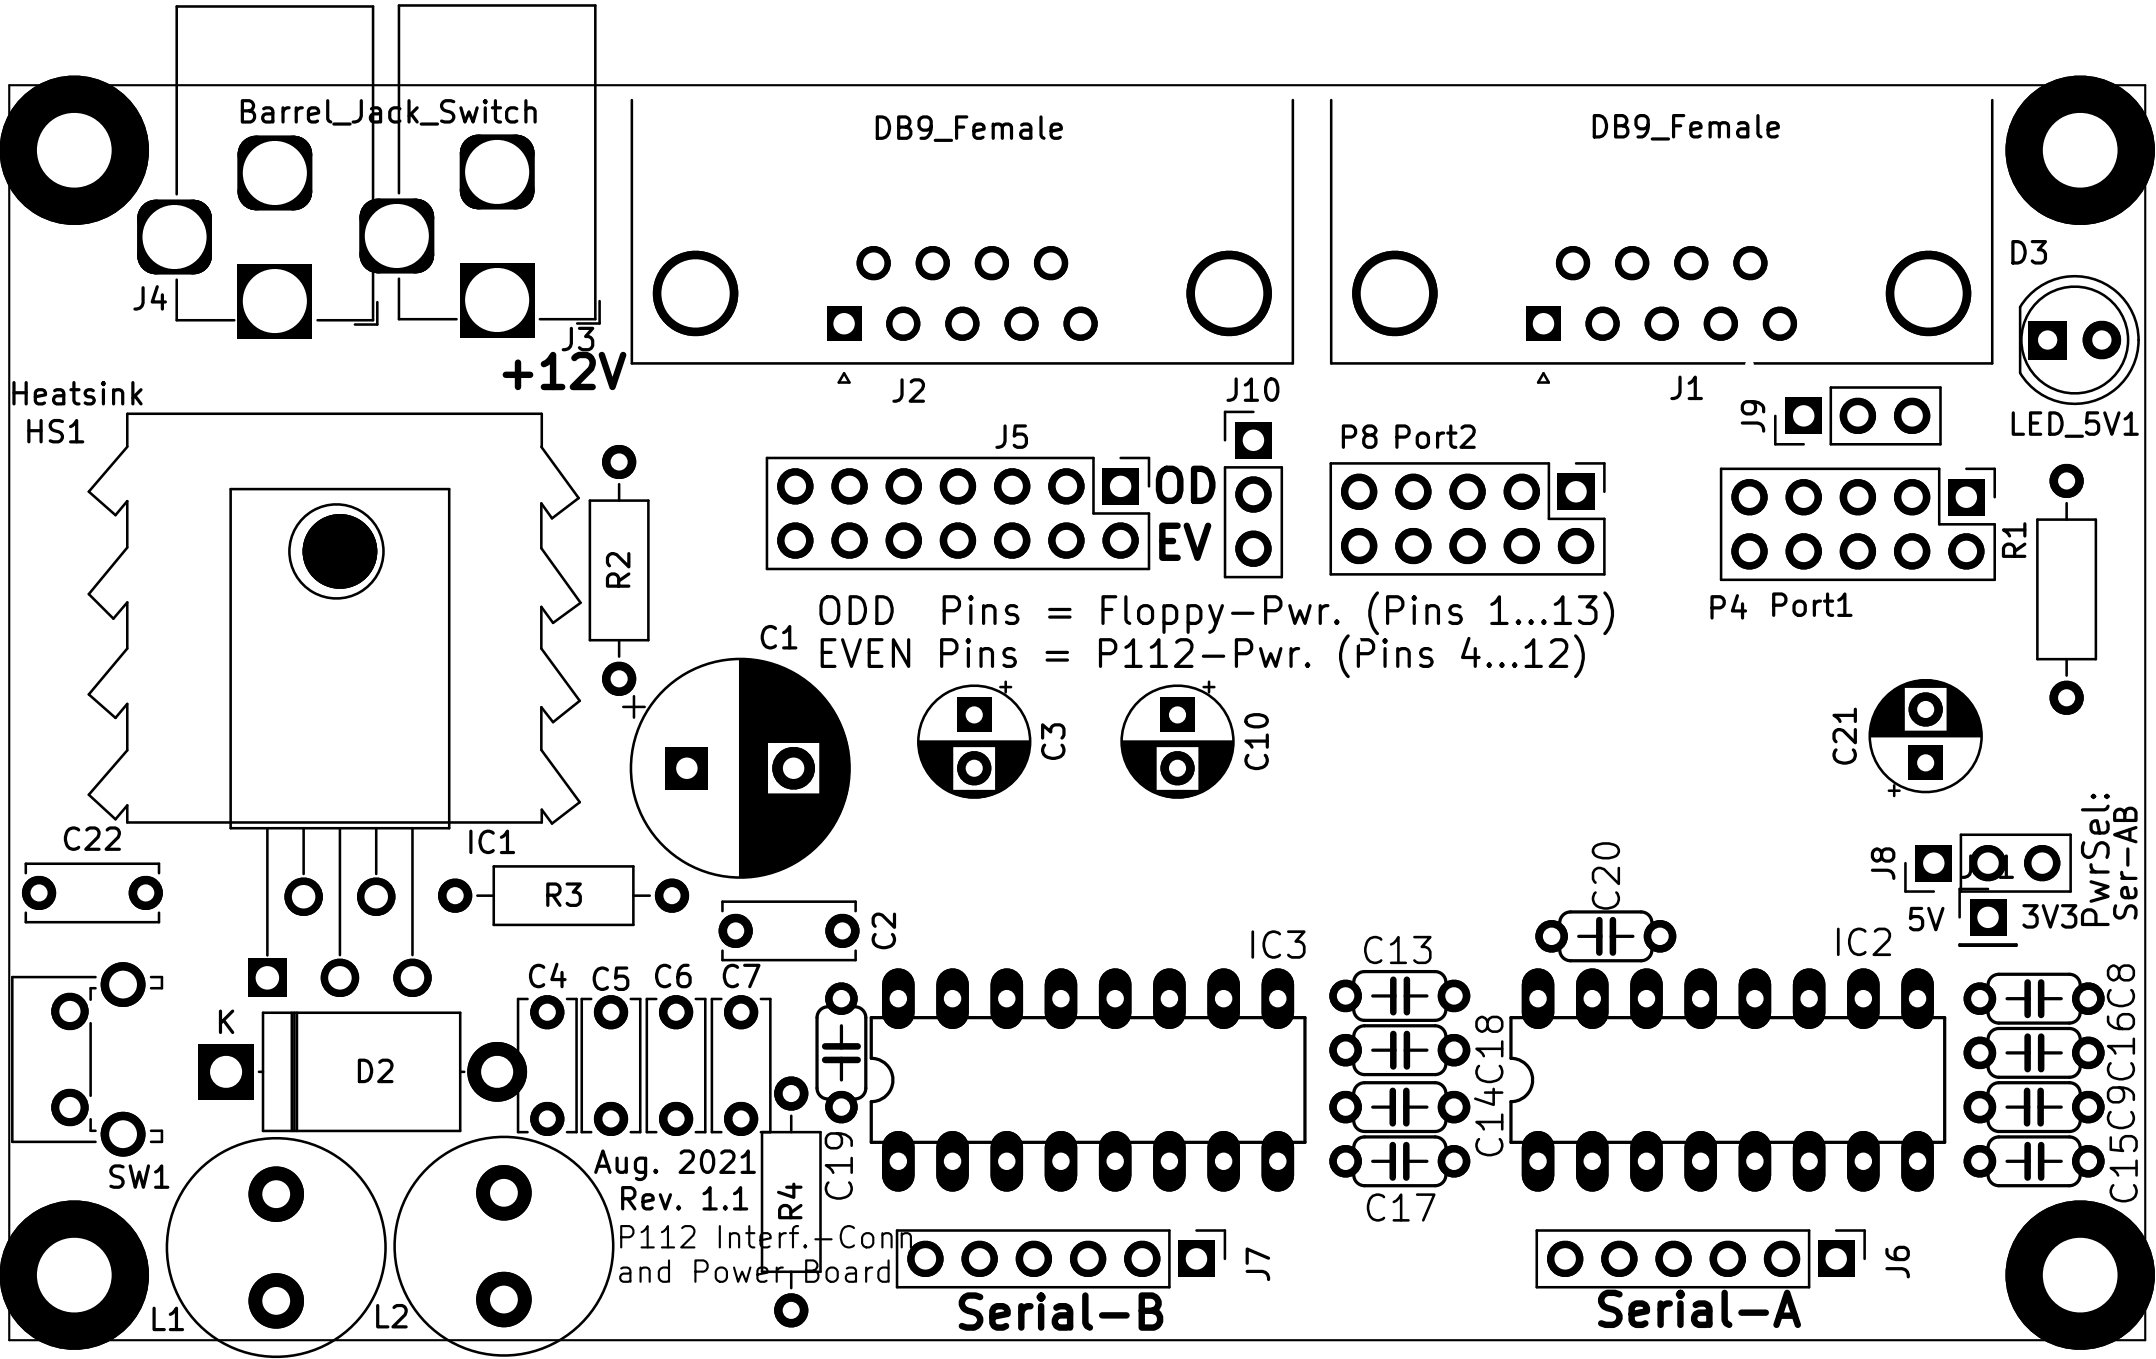 Barrel_Jack_Switch
DB9_Female
DB9_Female
J4
J3
+12V
D3
Heatsink
HS1
J2
J10
J1
J9
LED_5V1
J5
OD
EV
P8 Port2
R1
P4 Port1
R2
ODD Pins = Floppy-Pwr. (Pins 1...13)
EVEN Pins = P112-Pwr. (Pins 4...12)
C1
+
+
C3
+
C10
C21
+
PwrSel:
Ser-AB
C22
IC1
R3
C2
C20
J8
5V
3V3
IC3
C13
IC2
C4
C5
C6
C7
K
D2
C18
C14
C8
C16
C9
C15
SW1
C19
C17
Aug. 2021
Rev. 1.1
P112 Interf.-Conn
and Power Board
R4
J7
J6
L1
L2
Serial-B
Serial-A